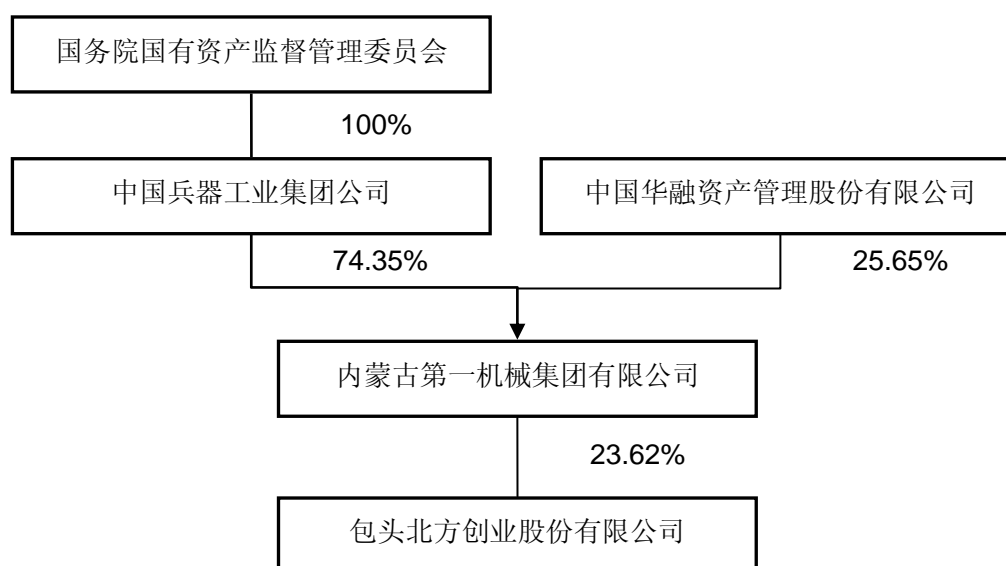 国务院国有资产监督管理委员会
100%
中国兵器工业集团公司
中国华融资产管理股份有限公司
74.35%
25.65%
内蒙古第一机械集团有限公司
23.62%
包头北方创业股份有限公司